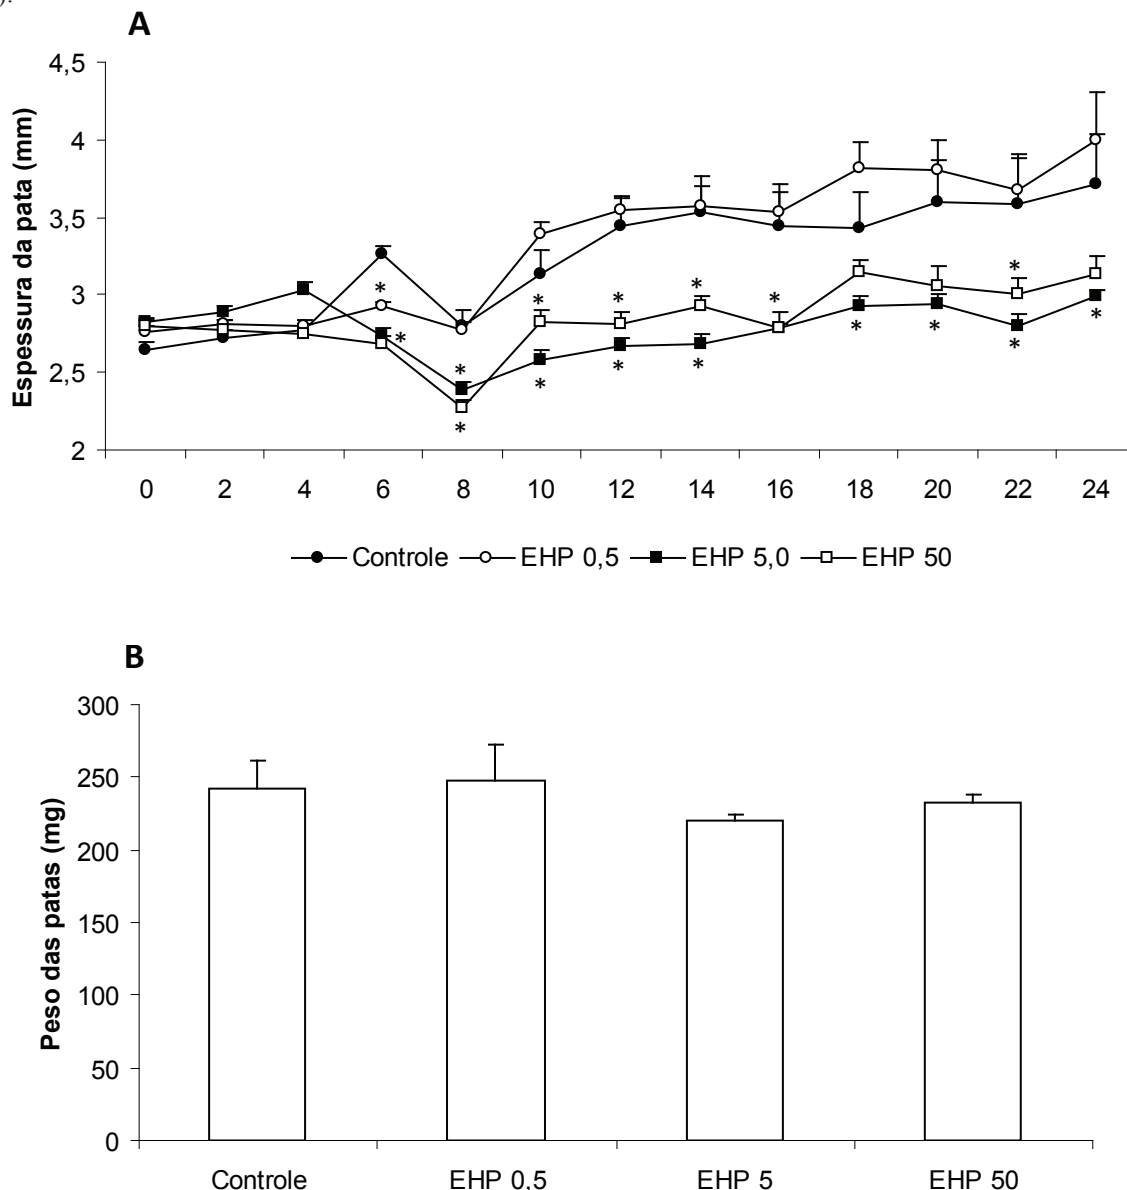 ).
A
Espessura da pata (mm)
4,5
4
3,5
3
2,5
2
* * * * * * *
* * * * * * * * * *
0 2 4 6 8 10 12 14 16 18 20 22 24
Controle EHP 0,5 EHP 5,0 EHP 50
B
Peso das patas (mg)
300
250
200
150
100
50
0
Controle EHP 0,5 EHP 5 EHP 50